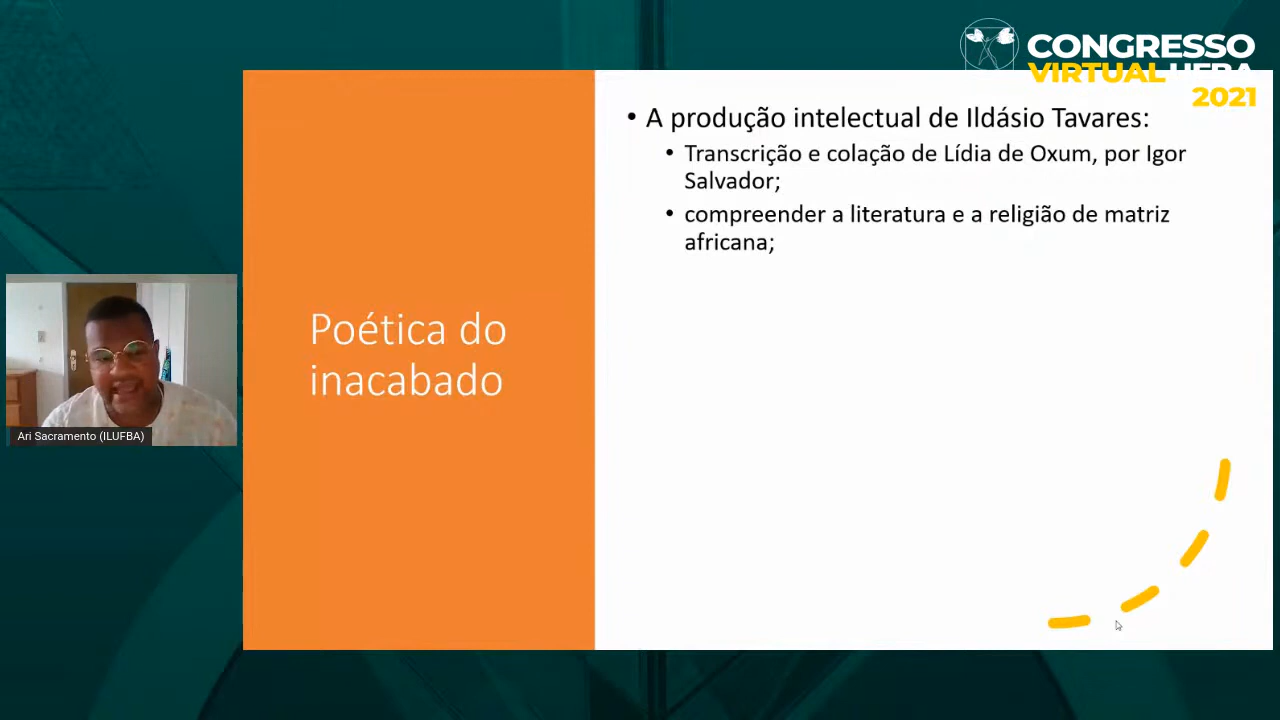 CONGRESSO
VIRTUAL UFBA
2021
• A produção intelectual de Ildásio Tavares:
• Transcrição e colação de Lídia de Oxum, por Igor
Salvador;
• compreender a literatura e a religião de matriz
africana;
Poética do
inacabado
Ari Sacramento (ILUFBA)